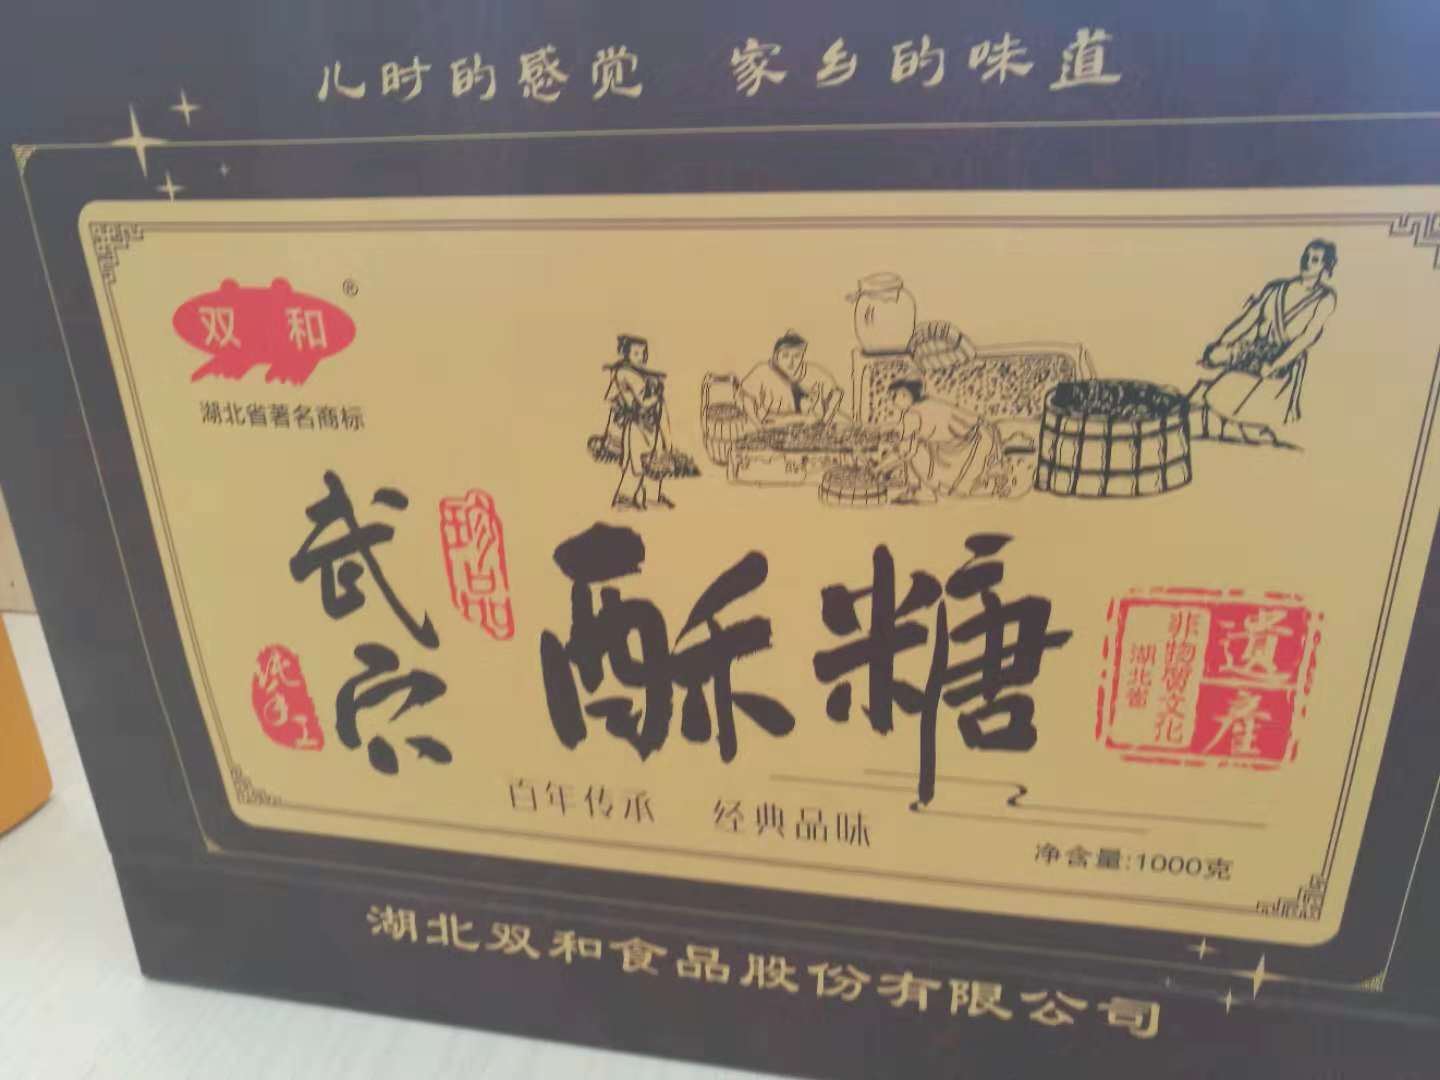 儿时的感觉 家乡的味道
双和
®
湖北省著名商标
武穴
珍品
纯手工
酥糖
湖北省
非物质文化
遗产
百年传承 经典品味
净含量:1000克
湖北双和食品股份有限公司